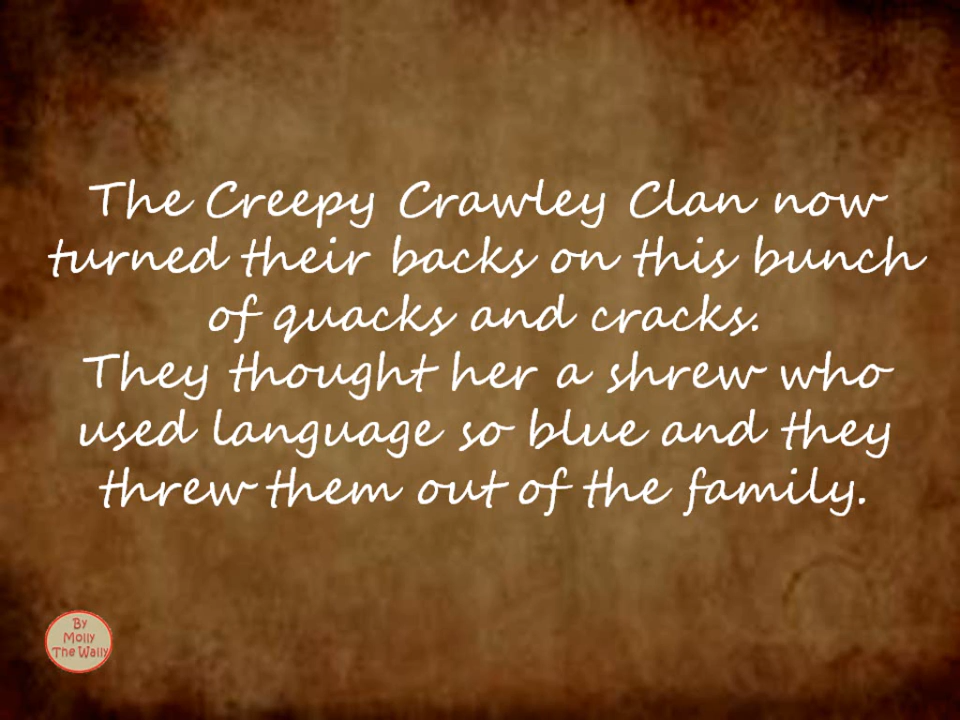 The Creepy Crawley Clan now
turned their backs on this bunch
of quacks and cracks.
They thought her a shrew who
used language so blue and they
threw them out of the family.
By
Molly
The Wally